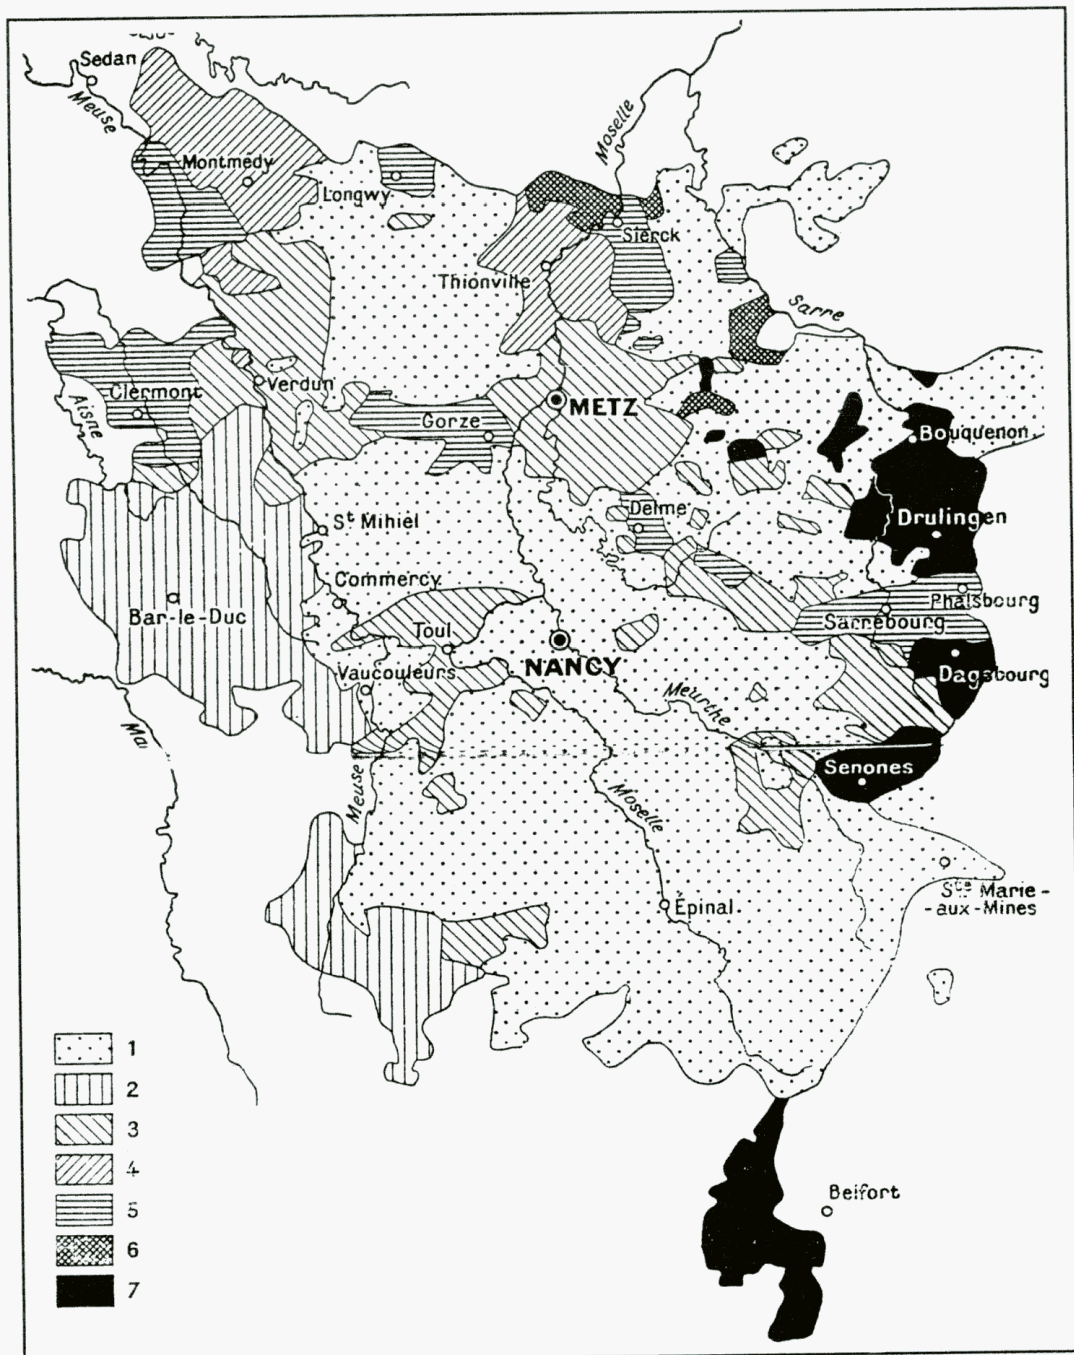 Sedan
Meuse
Montmédy
Longwy
Moselle
Sierck
Thionville
Sarre
Clermont
Aisne
Verdun
Gorze
METZ
Bouquenon
St Mihiel
Delme
Drulingen
Commercy
Bar-le-Duc
Toul
Phalsbourg
Sarrebourg
NANCY
Vaucouleurs
Dagsbourg
Meurthe
Ma
Senones
Meuse
Moselle
Ste Marie-
-aux-Mines
Épinal
1
2
3
4
5
6
7
Belfort